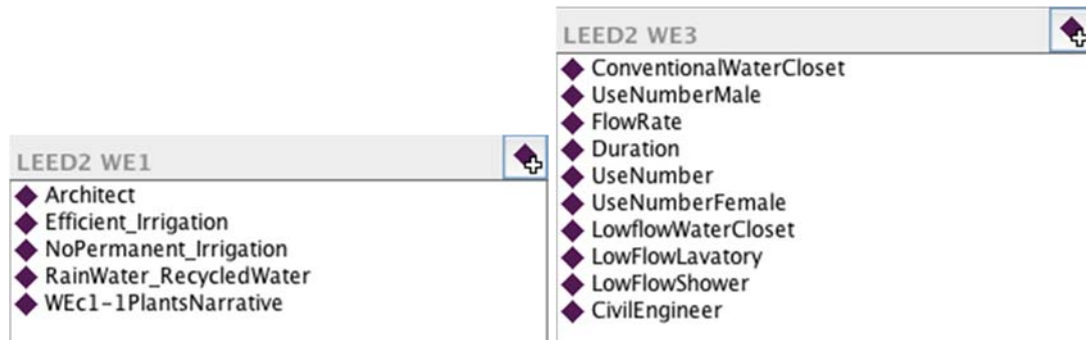 LEED2 WE1
Architect
Efficient_Irrigation
NoPermanent_Irrigation
RainWater_RecycledWater
WEc1-1PlantsNarrative
LEED2 WE3
ConventionalWaterCloset
UseNumberMale
FlowRate
Duration
UseNumber
UseNumberFemale
LowflowWaterCloset
LowFlowLavatory
LowFlowShower
CivilEngineer